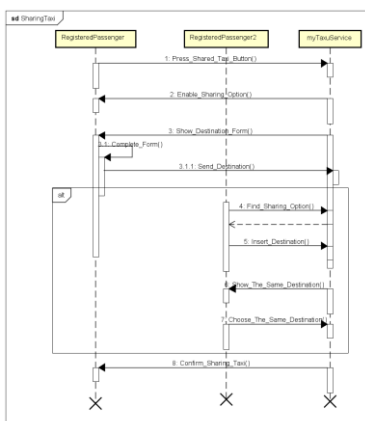 sd SharingTaxi
RegisteredPassenger RegisteredPassenger2 myTaxuService
1: Press_Shared_Taxi_Button()
2: Enable_Sharing_Option()
3: Show_Destination_Form()
3.1: Complete_Form()
3.1.1: Send_Destination()
alt
4: Find_Sharing_Option()
5: Insert_Destination()
6: Show_The_Same_Destination()
7: Choose_The_Same_Destination()
8: Confirm_Sharing_Taxi()